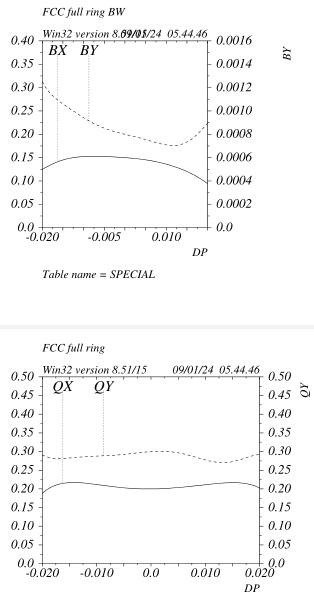 FCC full ring BW
Win32 version 8.51/15 09/01/24 05.44.46
0.40 BX BY 0.0016 BY
0.35 0.0014
0.30 0.0012
0.25 0.0010
0.20 0.0008
0.15 0.0006
0.10 0.0004
0.05 0.0002
0.0 0.0
-0.020 -0.005 0.010
DP
Table name = SPECIAL
FCC full ring
Win32 version 8.51/15 09/01/24 05.44.46
0.50 QX QY 0.50 QY
0.45 0.45
0.40 0.40
0.35 0.35
0.30 0.30
0.25 0.25
0.20 0.20
0.15 0.15
0.10 0.10
0.05 0.05
0.0 0.0
-0.020 -0.010 0.0 0.010 0.020
DP